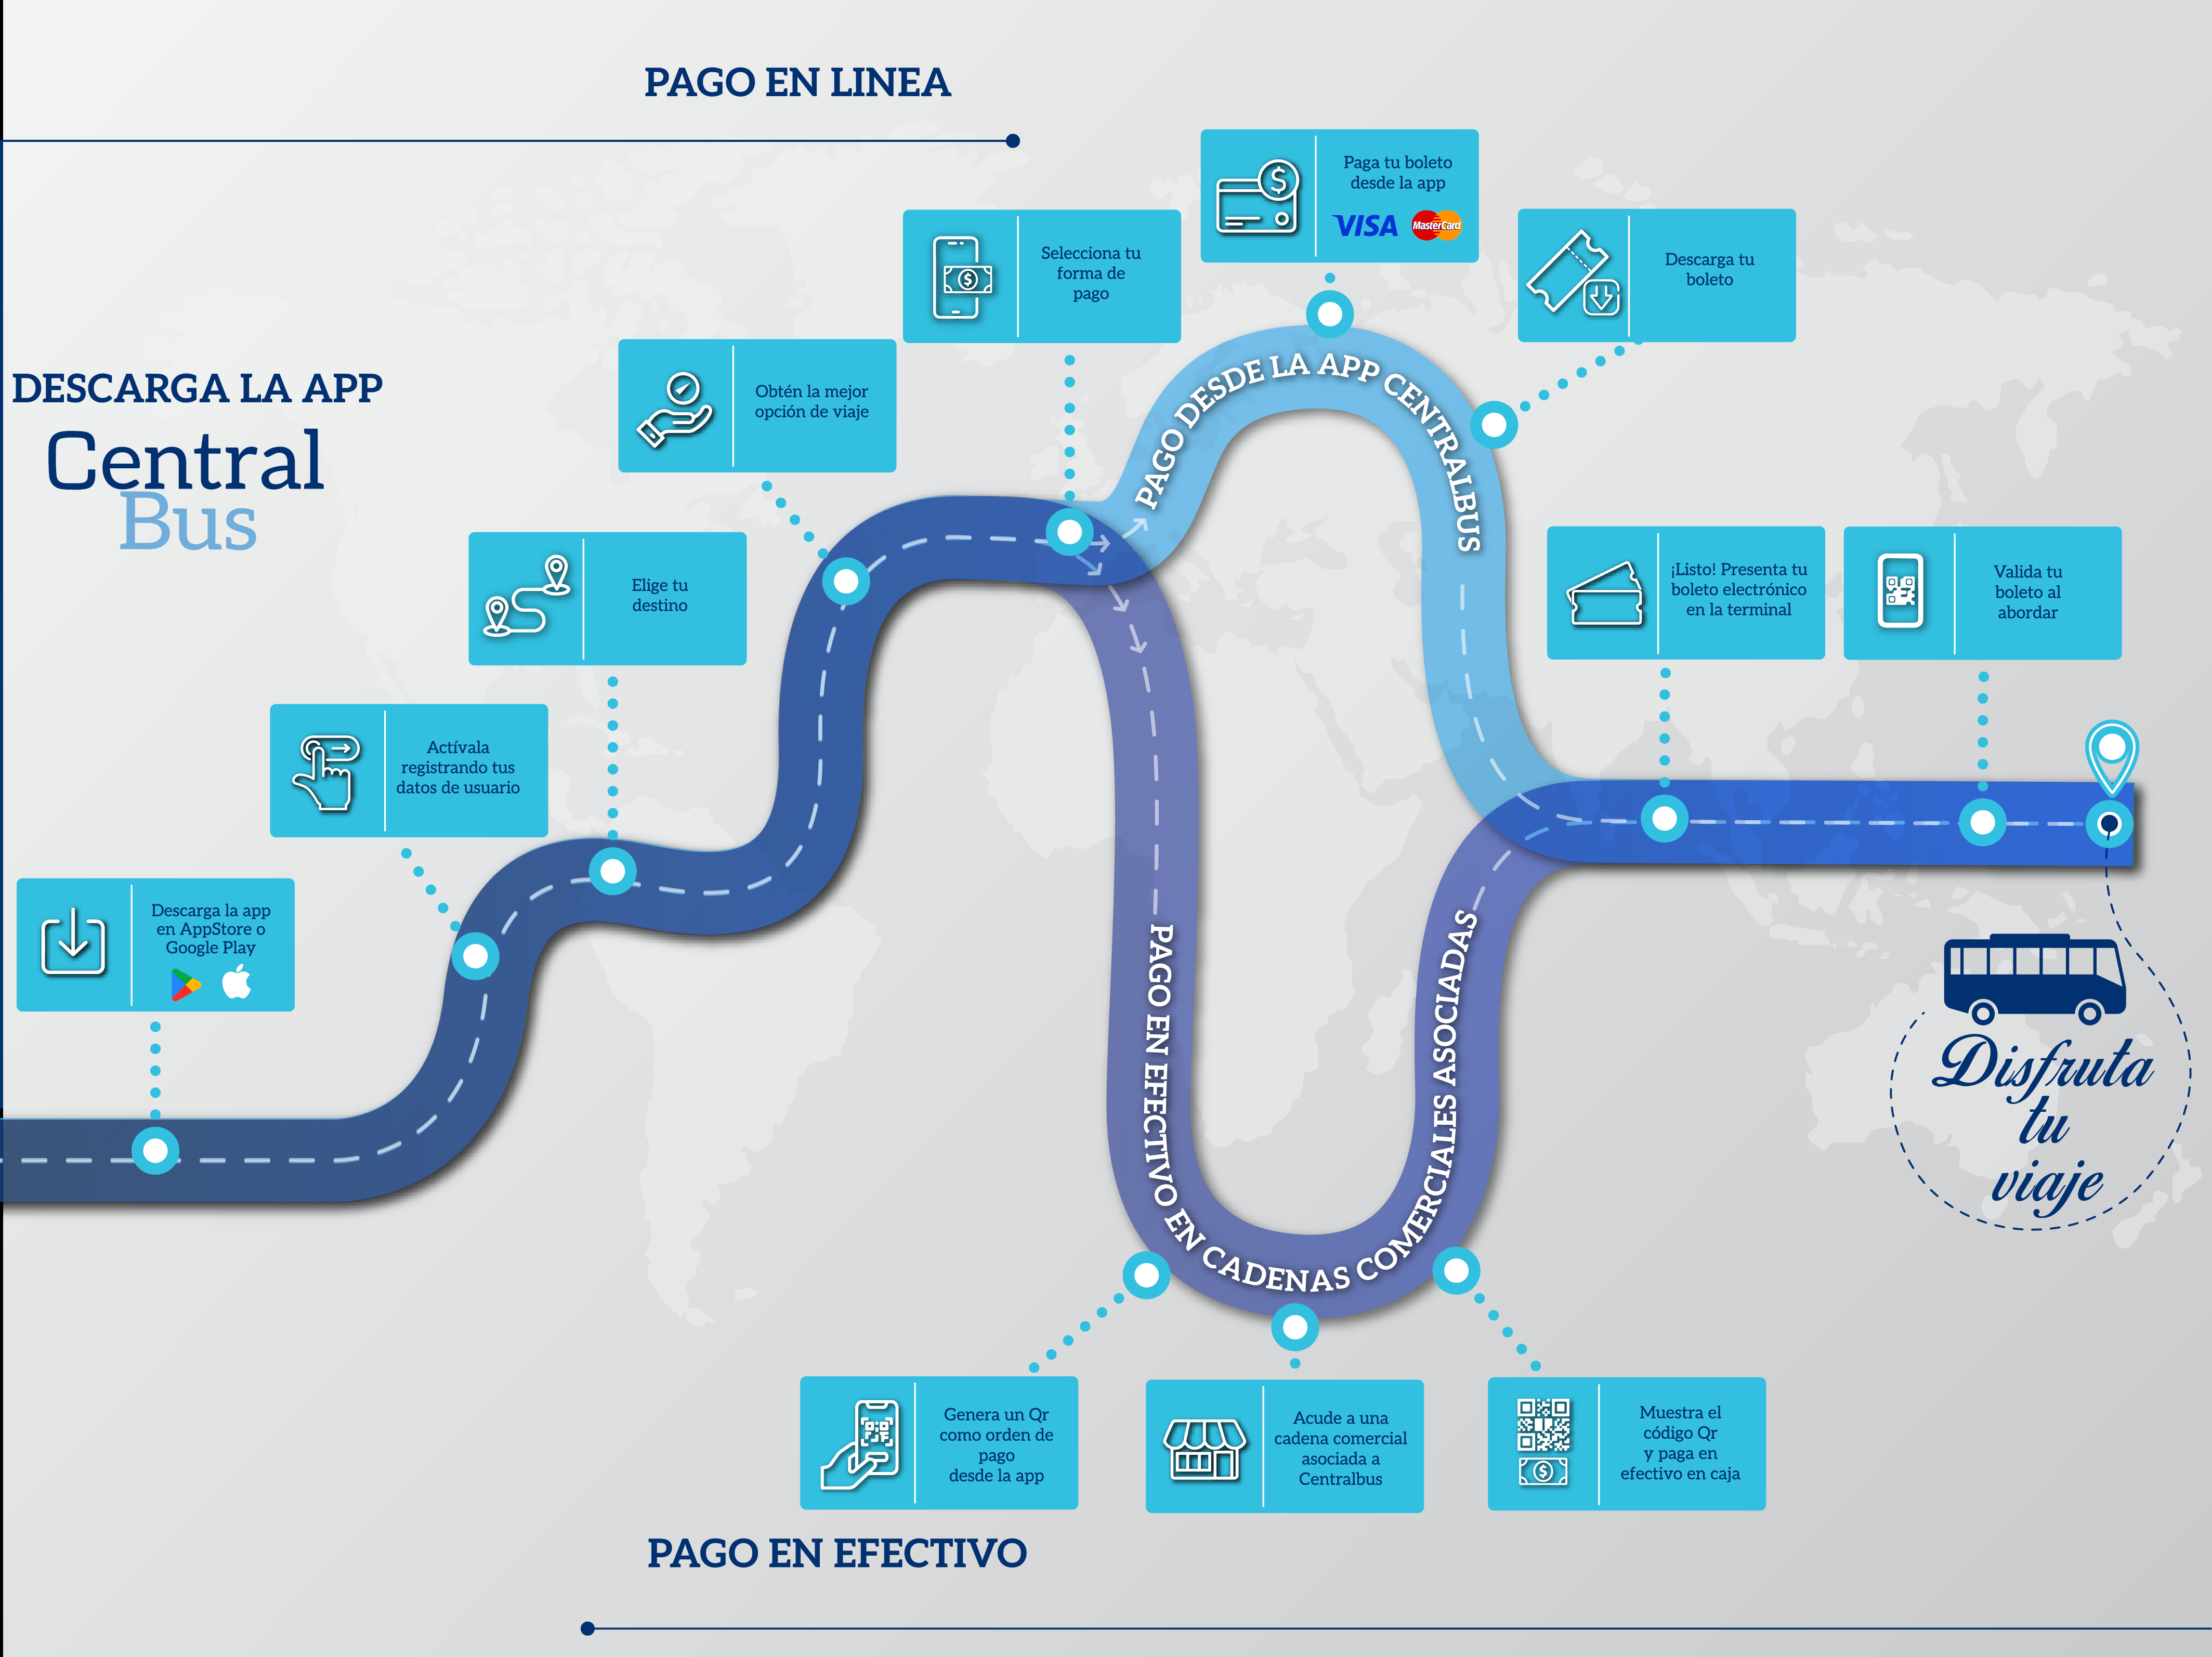 PAGO EN LINEA
DESCARGA LA APP
Central
Bus
Descarga la app
en AppStore o
Google Play
Actívala
registrando tus
datos de usuario
Elige tu
destino
Obtén la mejor
opción de viaje
Selecciona tu
forma de
pago
PAGO DESDE LA APP CENTRALBUS
Paga tu boleto
desde la app
VISA
MasterCard
Descarga tu
boleto
PAGO EN EFECTIVO EN CADENAS COMERCIALES ASOCIADAS
Genera un Qr
como orden de
pago
desde la app
Acude a una
cadena comercial
asociada a
Centralbus
Muestra el
código Qr
y paga en
efectivo en caja
¡Listo! Presenta tu
boleto electrónico
en la terminal
Valida tu
boleto al
abordar
Disfruta
tu
viaje
PAGO EN EFECTIVO